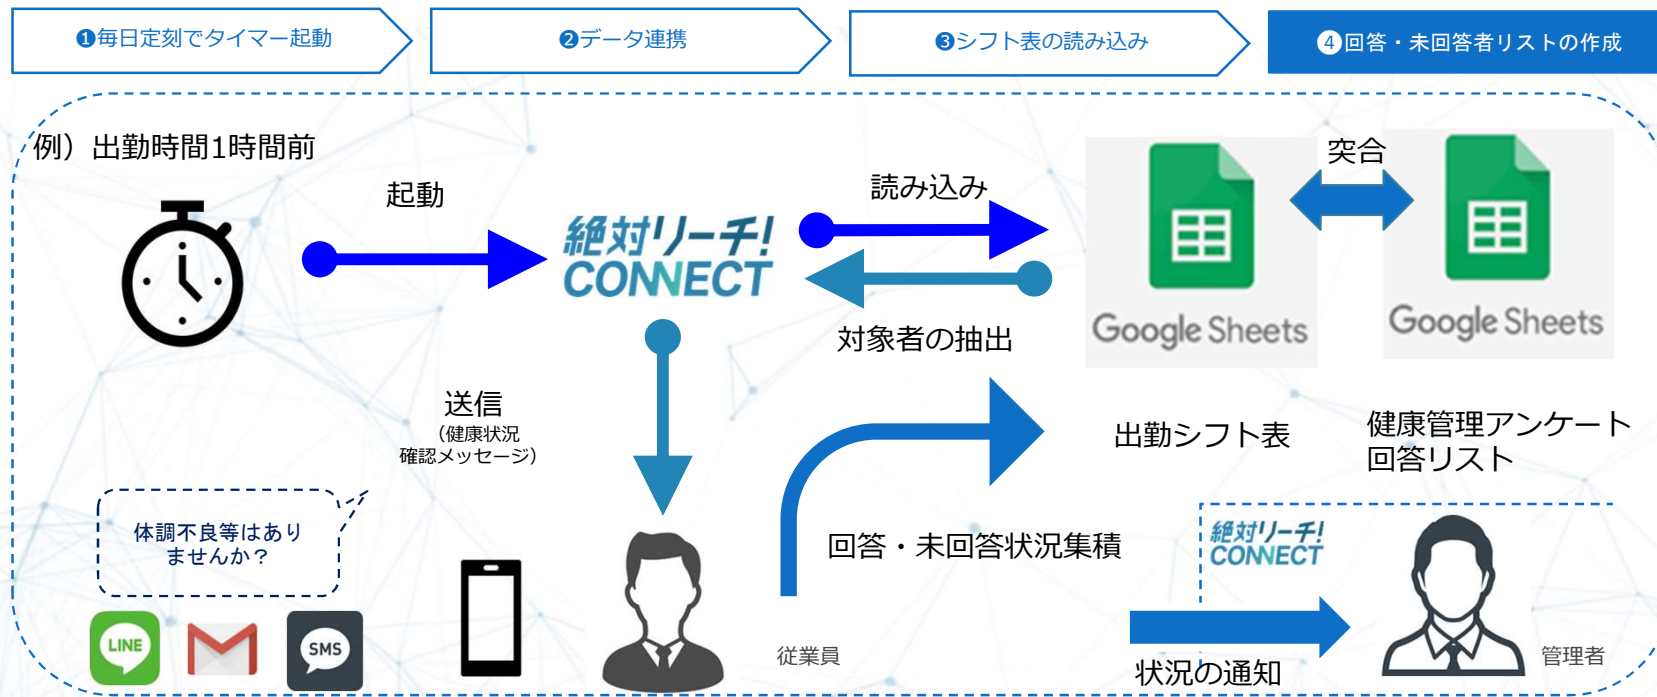 ❶毎日定刻でタイマー起動
❷データ連携
❸シフト表の読み込み
❹回答・未回答者リストの作成
例）出勤時間1時間前
起動
絶対リーチ!
CONNECT
読み込み
対象者の抽出
突合
Google Sheets
Google Sheets
出勤シフト表
健康管理アンケート
回答リスト
送信
（健康状況
確認メッセージ）
体調不良等はあり
ませんか？
LINE
SMS
従業員
回答・未回答状況集積
絶対リーチ!
CONNECT
状況の通知
管理者